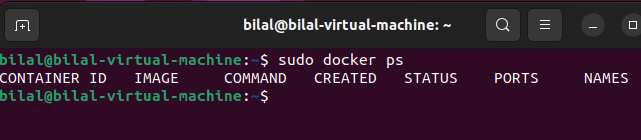 bilal@bilal-virtual-machine: ~
bilal@bilal-virtual-machine:~$ sudo docker ps
CONTAINER ID   IMAGE     COMMAND   CREATED   STATUS    PORTS     NAMES
bilal@bilal-virtual-machine:~$